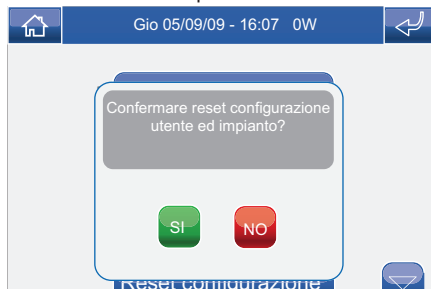 Gio 05/09/09 - 16:07 0W
Confermare reset configurazione
utente ed impianto?
SI NO
Reset configurazione